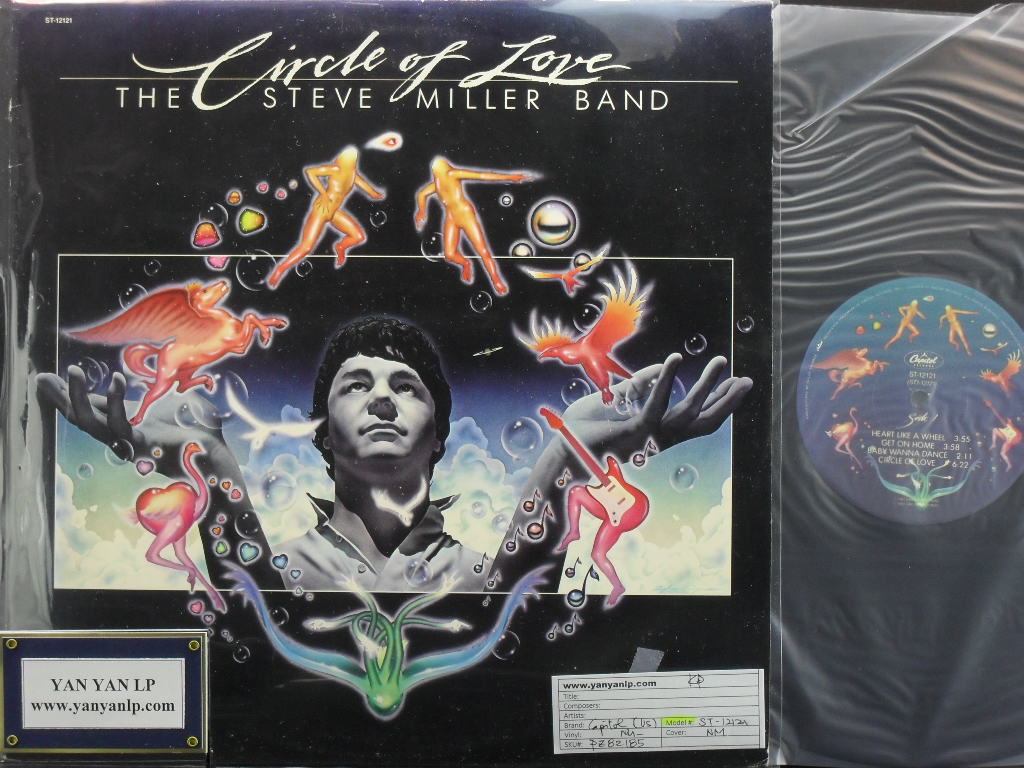 ST-12121
Circle of Love
THE STEVE MILLER BAND
Capitol
ST-12121
HEART LIKE A WHEEL 3:55
GET ON HOME 3:58
BABY WANNA DANCE 2:11
CIRCLE OF LOVE 6:22
YAN YAN LP
www.yanyanlp.com
www.yanyanlp.com KP
Title:
Composers:
Artists:
Brand: Capitol (US) Model#: ST-12121
Vinyl: NM- Cover: NM
SKU#: PZ82185